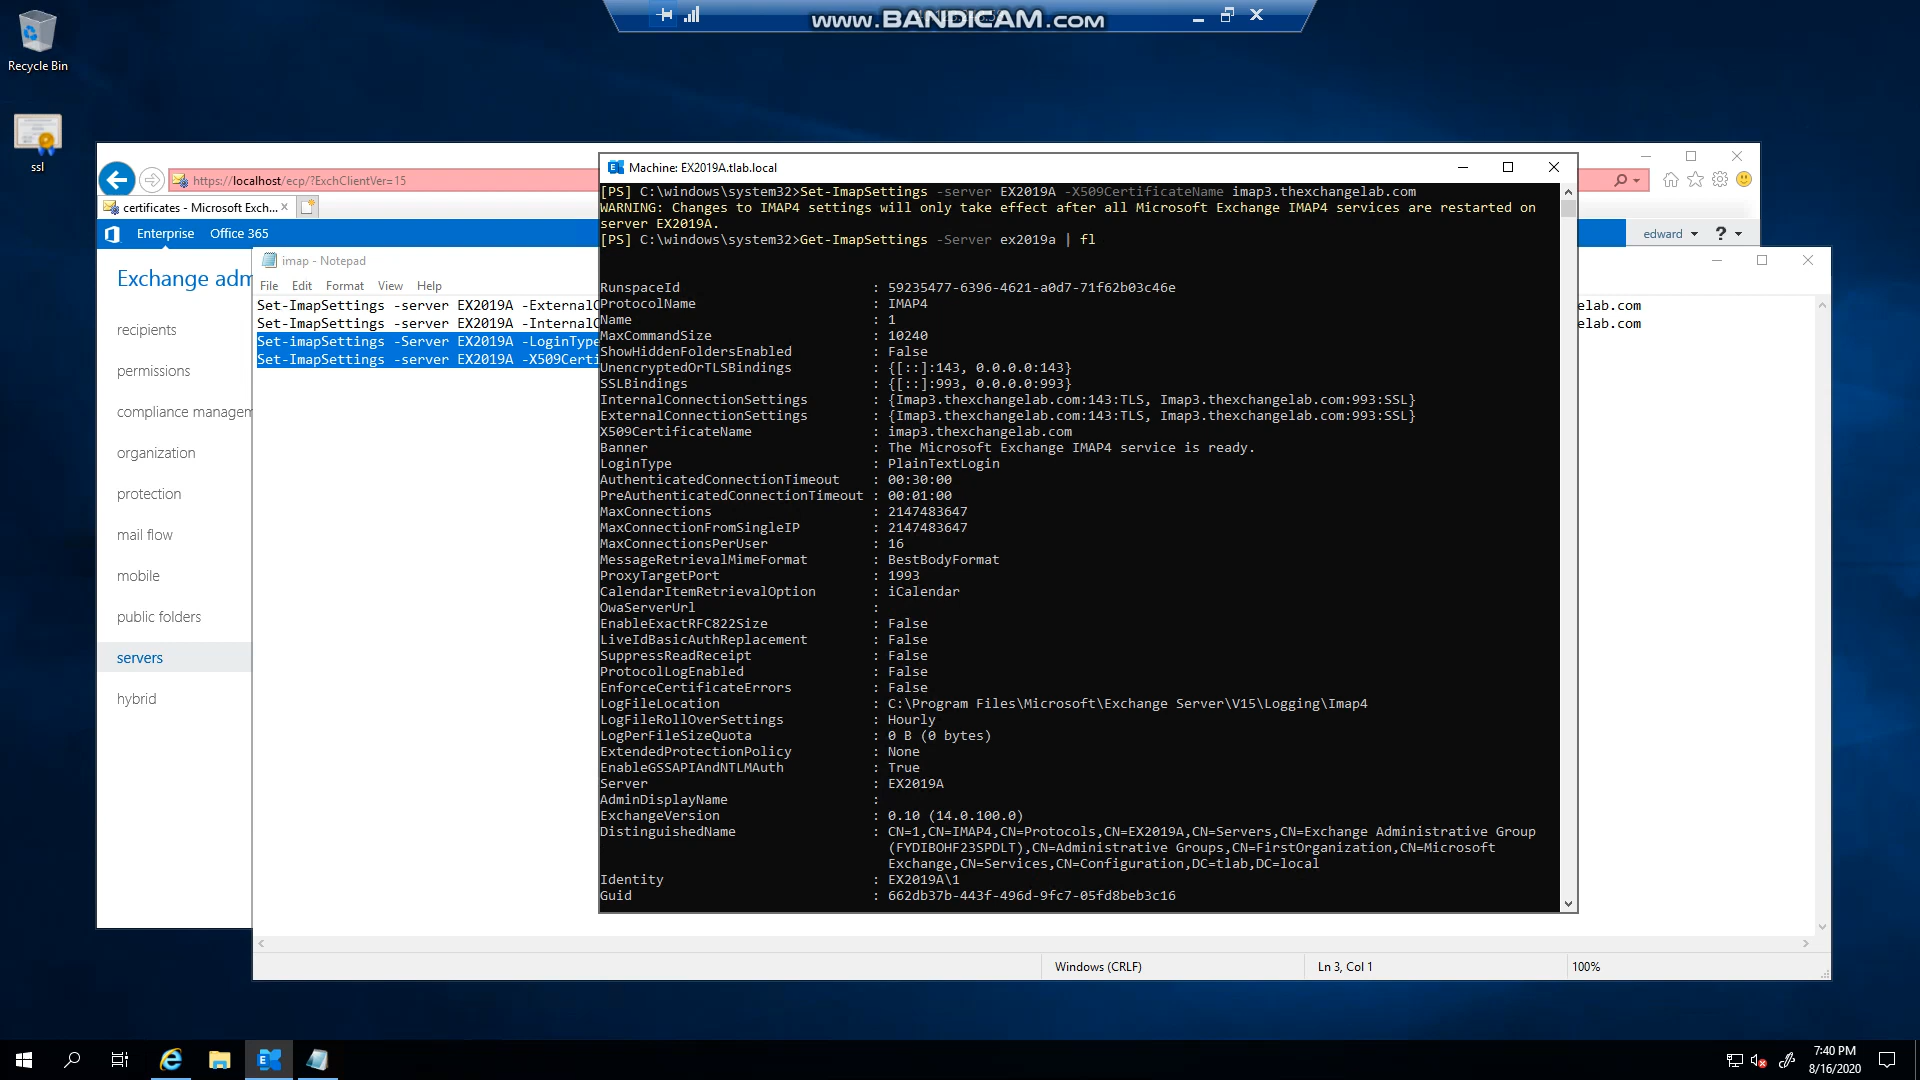 www.BANDICAM.com
Recycle Bin
ssl
https://localhost/ecp/?ExchClientVer=15
certificates - Microsoft Exch...
Enterprise Office 365
edward
?
Exchange adm
recipients
permissions
compliance managem
organization
protection
mail flow
mobile
public folders
servers
hybrid
imap - Notepad
File Edit Format View Help
Set-ImapSettings -server EX2019A -ExternalC
Set-ImapSettings -server EX2019A -InternalC
Set-imapSettings -Server EX2019A -LoginType
Set-ImapSettings -server EX2019A -X509Certi
elab.com
elab.com
Windows (CRLF) Ln 3, Col 1 100%
Machine: EX2019A.tlab.local
[PS] C:\windows\system32>Set-ImapSettings -server EX2019A -X509CertificateName imap3.thexchangelab.com
WARNING: Changes to IMAP4 settings will only take effect after all Microsoft Exchange IMAP4 services are restarted on
server EX2019A.
[PS] C:\windows\system32>Get-ImapSettings -Server ex2019a | fl
RunspaceId : 59235477-6396-4621-a0d7-71f62b03c46e
ProtocolName : IMAP4
Name : 1
MaxCommandSize : 10240
ShowHiddenFoldersEnabled : False
UnencryptedOrTLSBindings : {[::]:143, 0.0.0.0:143}
SSLBindings : {[::]:993, 0.0.0.0:993}
InternalConnectionSettings : {Imap3.thexchangelab.com:143:TLS, Imap3.thexchangelab.com:993:SSL}
ExternalConnectionSettings : {Imap3.thexchangelab.com:143:TLS, Imap3.thexchangelab.com:993:SSL}
X509CertificateName : imap3.thexchangelab.com
Banner : The Microsoft Exchange IMAP4 service is ready.
LoginType : PlainTextLogin
AuthenticatedConnectionTimeout : 00:30:00
PreAuthenticatedConnectionTimeout : 00:01:00
MaxConnections : 2147483647
MaxConnectionFromSingleIP : 2147483647
MaxConnectionsPerUser : 16
MessageRetrievalMimeFormat : BestBodyFormat
ProxyTargetPort : 1993
CalendarItemRetrievalOption : iCalendar
OwaServerUrl :
EnableExactRFC822Size : False
LiveIdBasicAuthReplacement : False
SuppressReadReceipt : False
ProtocolLogEnabled : False
EnforceCertificateErrors : False
LogFileLocation : C:\Program Files\Microsoft\Exchange Server\V15\Logging\Imap4
LogFileRollOverSettings : Hourly
LogPerFileSizeQuota : 0 B (0 bytes)
ExtendedProtectionPolicy : None
EnableGSSAPIAndNTLMAuth : True
Server : EX2019A
AdminDisplayName :
ExchangeVersion : 0.10 (14.0.100.0)
DistinguishedName : CN=1,CN=IMAP4,CN=Protocols,CN=EX2019A,CN=Servers,CN=Exchange Administrative Group
(FYDIBOHF23SPDLT),CN=Administrative Groups,CN=FirstOrganization,CN=Microsoft
Exchange,CN=Services,CN=Configuration,DC=tlab,DC=local
Identity : EX2019A\1
Guid : 662db37b-443f-496d-9fc7-05fd8beb3c16
7:40 PM
8/16/2020